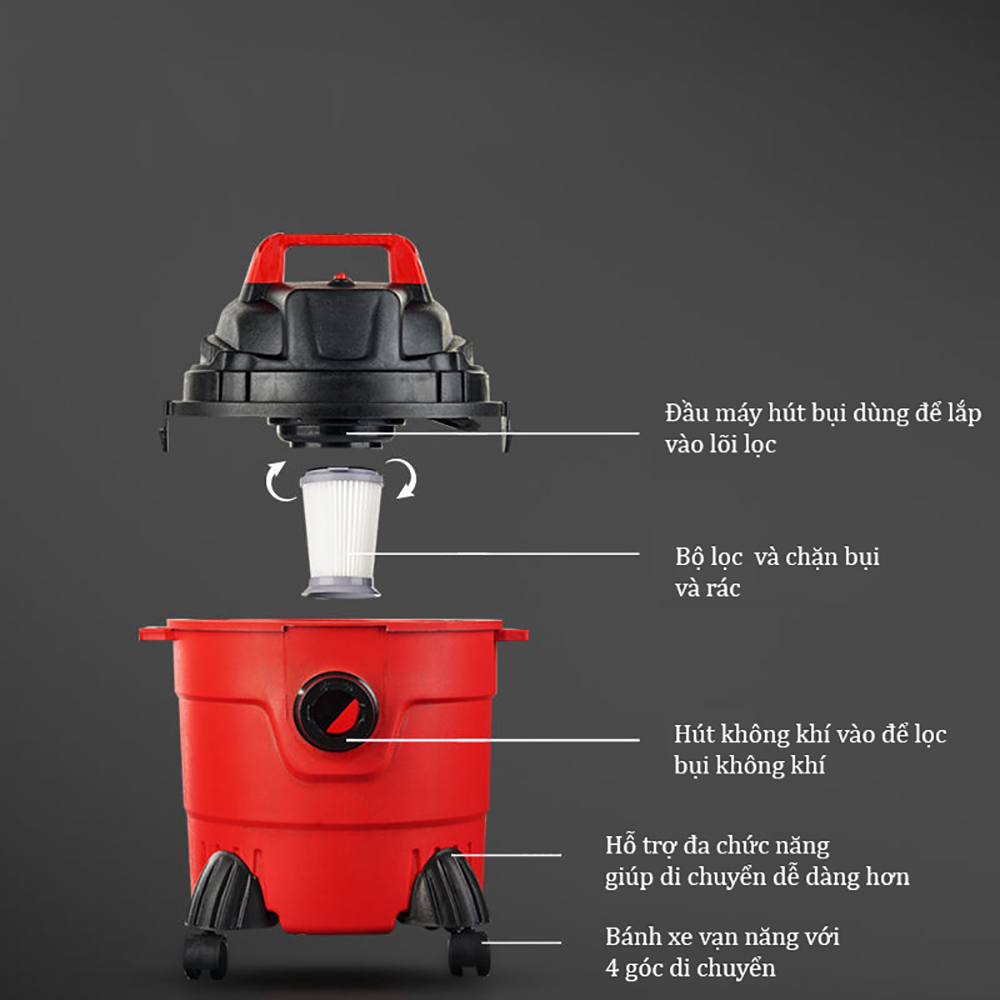 Đầu máy hút bụi dùng để lắp
vào lõi lọc
Bộ lọc  và chặn bụi
và rác
Hút không khí vào để lọc
bụi không khí
Hỗ trợ đa chức năng
giúp di chuyển dễ dàng hơn
Bánh xe vạn năng với
4 góc di chuyển